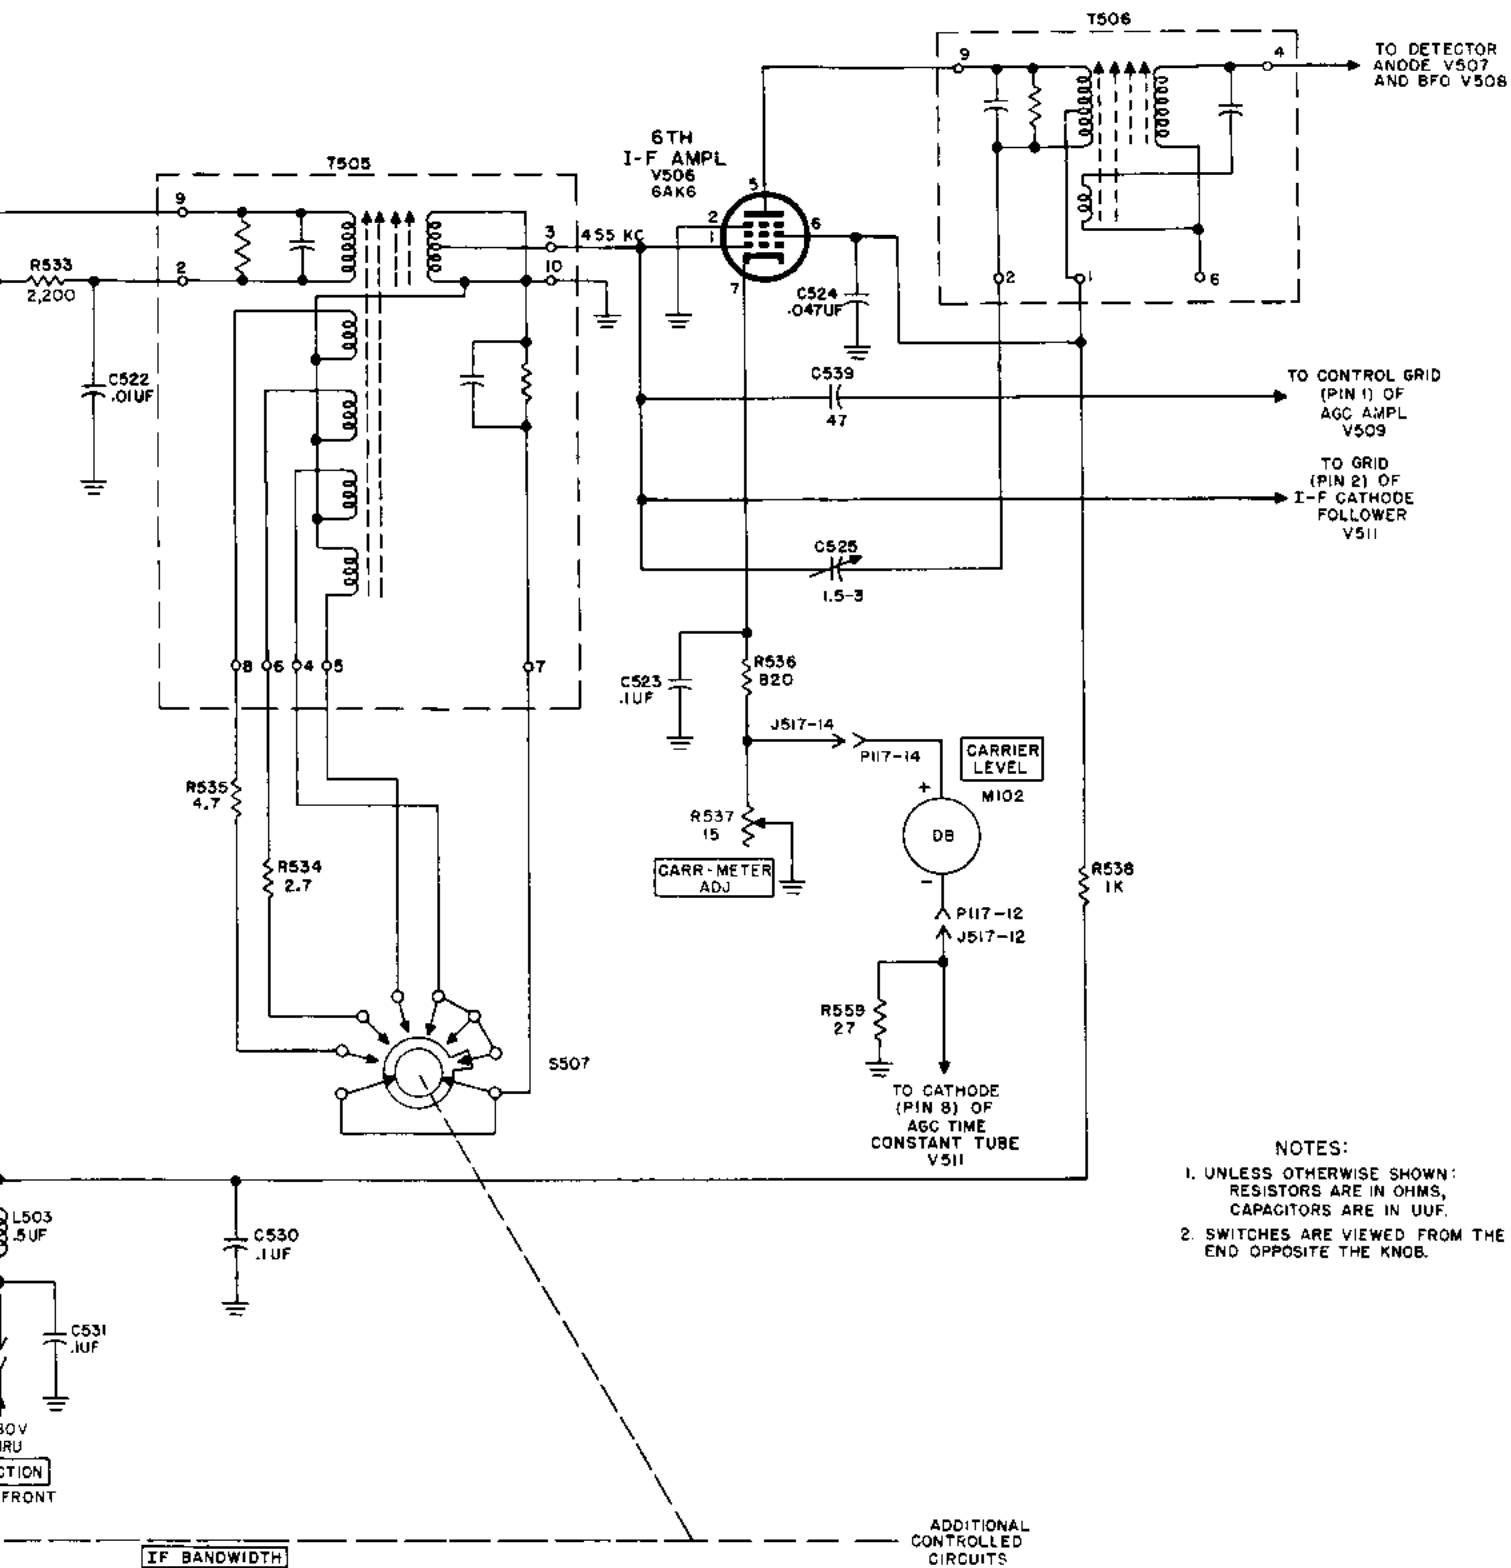 T506
9
4
TO DETECTOR
ANODE V507
AND BFO V508
6TH
I-F AMPL
V506
6AK6
T505
5
9
2
1
6
3
455 KC
10
7
R533
2,200
2
C524
.047UF
2
1
6
C522
.01UF
C539
47
TO CONTROL GRID
(PIN 1) OF
AGC AMPL
V509
TO GRID
(PIN 2) OF
I-F CATHODE
FOLLOWER
V511
C525
1.5-3
8
6
4
5
7
C523
.1UF
R536
820
J517-14
P117-14
CARRIER
LEVEL
M102
+
DB
-
R535
4.7
R537
15
CARR-METER
ADJ
R534
2.7
R538
1K
P117-12
J517-12
R559
27
S507
TO CATHODE
(PIN 8) OF
AGC TIME
CONSTANT TUBE
V511
NOTES:
1. UNLESS OTHERWISE SHOWN:
RESISTORS ARE IN OHMS,
CAPACITORS ARE IN UUF.
2. SWITCHES ARE VIEWED FROM THE
END OPPOSITE THE KNOB.
L503
.5UF
C530
.1UF
C531
.1UF
80V
RU
CTION
FRONT
IF BANDWIDTH
ADDITIONAL
CONTROLLED
CIRCUITS